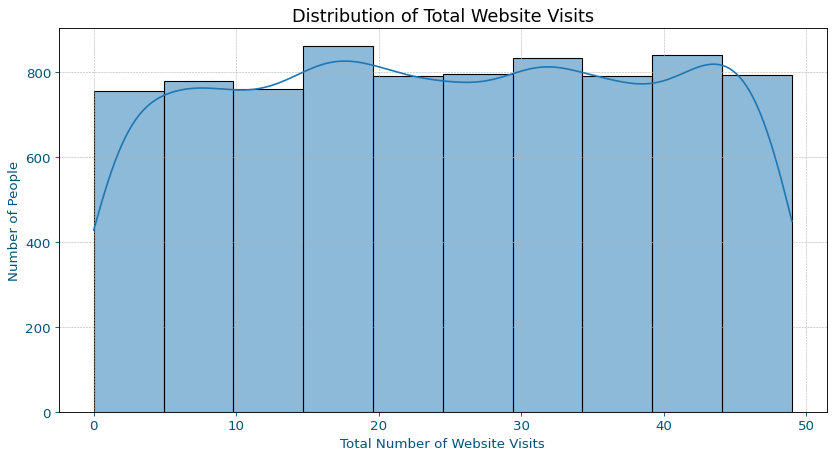 Distribution of Total Website Visits
Number of People
800
600
400
200
0
0 10 20 30 40 50
Total Number of Website Visits